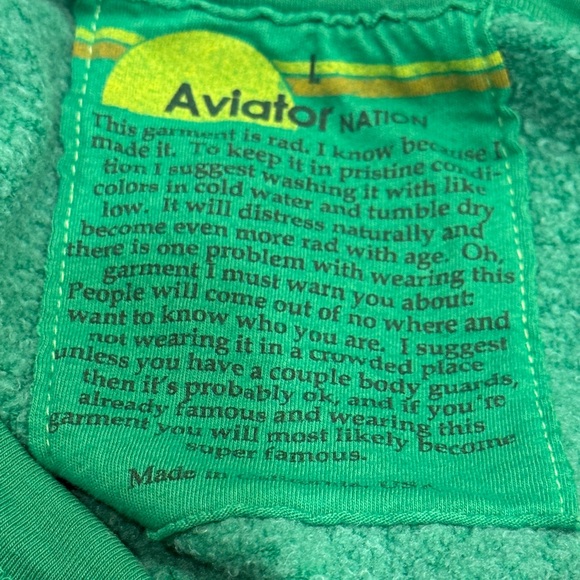 L
Aviator NATION
This garment is rad. I know because I
made it. To keep it in pristine condi-
tion I suggest washing it with like
colors in cold water and tumble dry
low. It will distress naturally and
become even more rad with age. Oh,
there is one problem with wearing this
garment I must warn you about:
People will come out of no where and
want to know who you are. I suggest
not wearing it in a crowded place
unless you have a couple body guards,
then it's probably ok, and if you're
already famous and wearing this
garment you will most likely become
super famous.
Made in California, USA